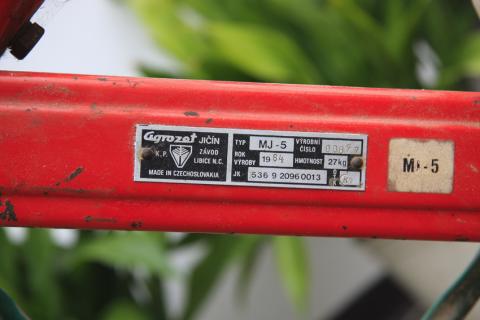 Agrozet JIČÍN
K.P. ZÁVOD
LIBICE N.C.
MADE IN CZECHOSLOVAKIA
TYP MJ-5 VÝROBNÍ ČÍSLO
ROK VÝROBY 1984 HMOTNOST 27kg
JK- 536 9 2096 0013
MJ-5